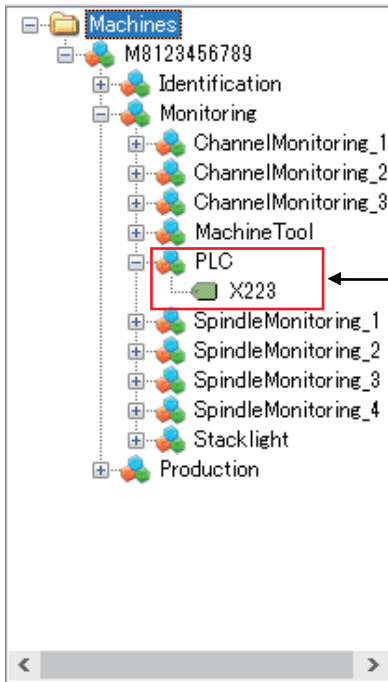 Machines
M8123456789
Identification
Monitoring
ChannelMonitoring_1
ChannelMonitoring_2
ChannelMonitoring_3
MachineTool
PLC
X223
SpindleMonitoring_1
SpindleMonitoring_2
SpindleMonitoring_3
SpindleMonitoring_4
Stacklight
Production